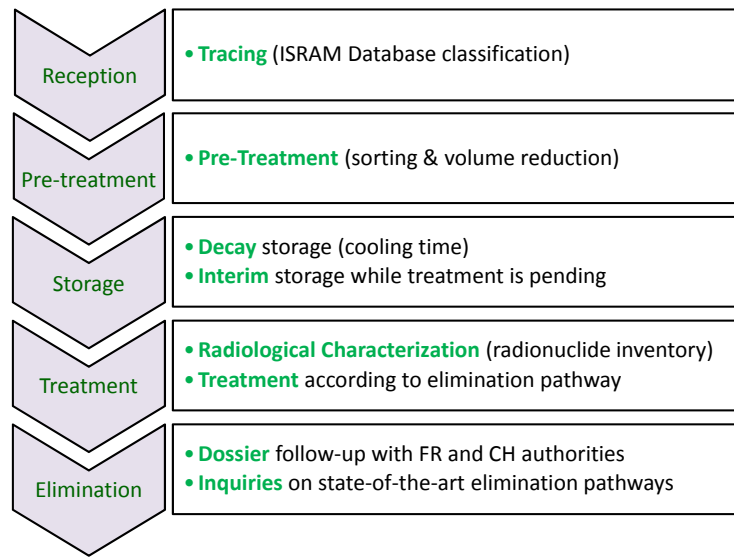 Reception
• Tracing (ISRAM Database classification)
Pre-treatment
• Pre-Treatment (sorting & volume reduction)
Storage
• Decay storage (cooling time)
• Interim storage while treatment is pending
Treatment
• Radiological Characterization (radionuclide inventory)
• Treatment according to elimination pathway
Elimination
• Dossier follow-up with FR and CH authorities
• Inquiries on state-of-the-art elimination pathways